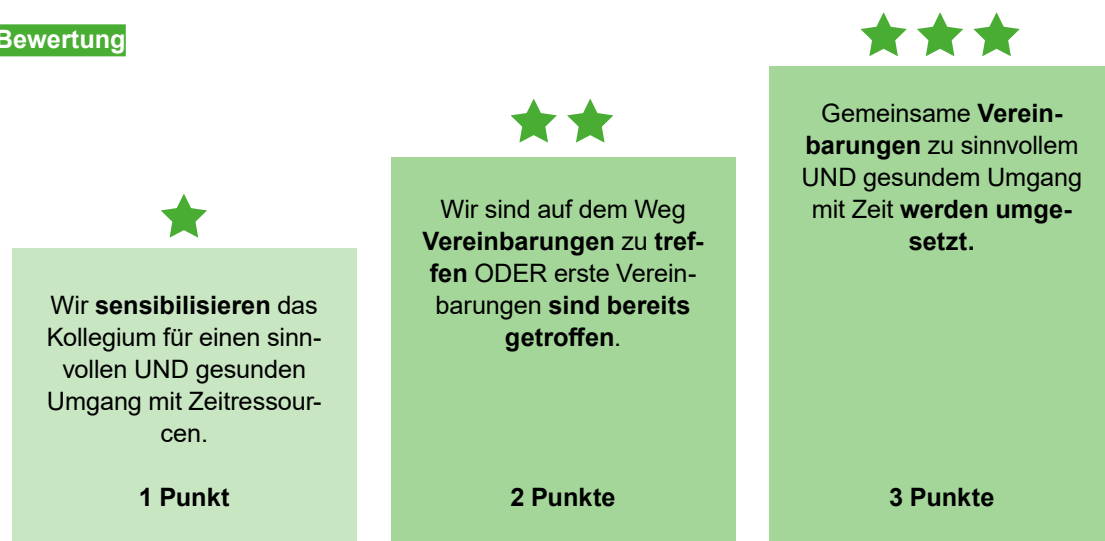 Bewertung
Wir sensibilisieren das
Kollegium für einen sinn-
vollen UND gesunden
Umgang mit Zeitressour-
cen.
1 Punkt
Wir sind auf dem Weg
Vereinbarungen zu tref-
fen ODER erste Verein-
barungen sind bereits
getroffen.
2 Punkte
Gemeinsame Verein-
barungen zu sinnvollem
UND gesundem Umgang
mit Zeit werden umge-
setzt.
3 Punkte